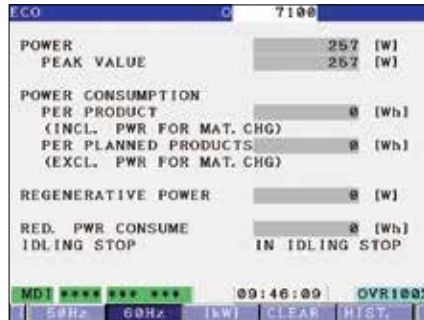 ECO O 7100
POWER 257 [W]
PEAK VALUE 257 [W]
POWER CONSUMPTION
PER PRODUCT 0 [Wh]
(INCL. PWR FOR MAT. CHG)
PER PLANNED PRODUCTS 0 [Wh]
(EXCL. PWR FOR MAT. CHG)
REGENERATIVE POWER 0 [W]
RED. PWR CONSUME 0 [Wh]
IDLING STOP IN IDLING STOP
MDI **** *** *** 09:46:09 OVR100%
50Hz 60Hz [kW] CLEAR HIST.